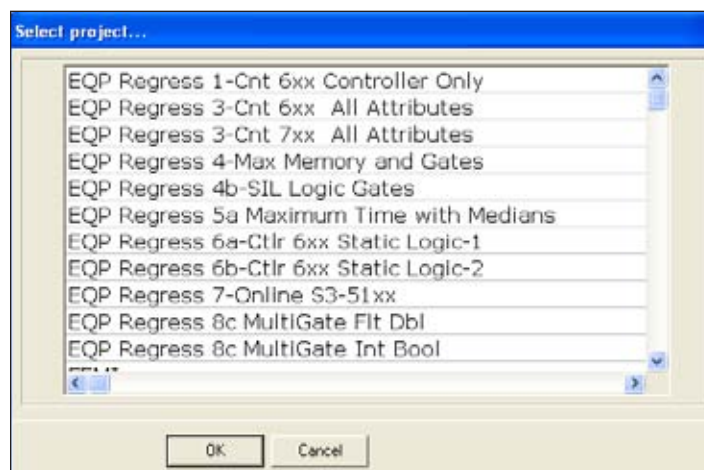 Select project...
EQP Regress 1-Cnt 6xx Controller Only
EQP Regress 3-Cnt 6xx  All Attributes
EQP Regress 3-Cnt 7xx  All Attributes
EQP Regress 4-Max Memory and Gates
EQP Regress 4b-SIL Logic Gates
EQP Regress 5a Maximum Time with Medians
EQP Regress 6a-Ctlr 6xx Static Logic-1
EQP Regress 6b-Ctlr 6xx Static Logic-2
EQP Regress 7-Online S3-51xx
EQP Regress 8c MultiGate Flt Dbl
EQP Regress 8c MultiGate Int Bool
OK Cancel